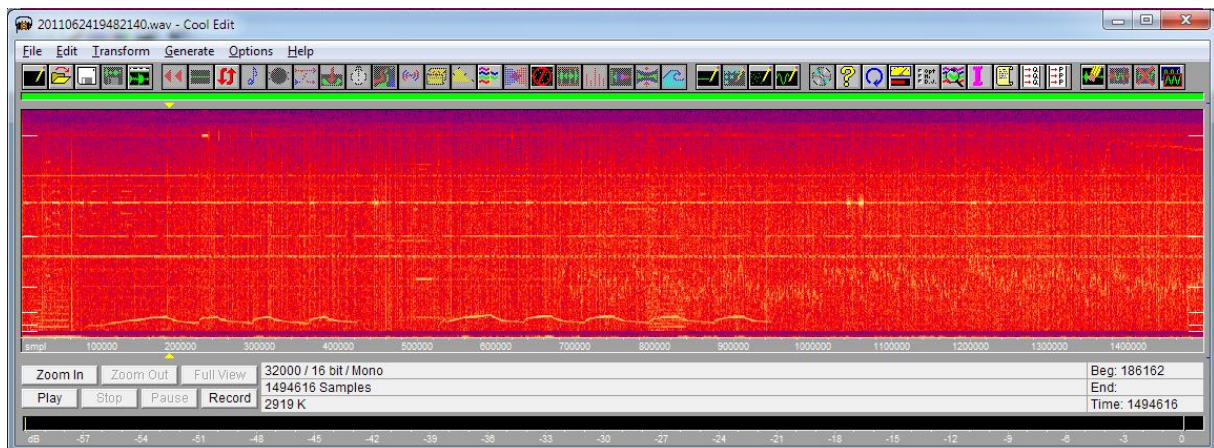 2011062419482140.wav - Cool Edit
File Edit Transform Generate Options Help
smpl 100000 200000 300000 400000 500000 600000 700000 800000 900000 1000000 1100000 1200000 1300000 1400000
Zoom In Zoom Out Full View 32000 / 16 bit / Mono Beg: 186162
1494616 Samples End:
Play Stop Pause Record 2919 K Time: 1494616
dB -57 -54 -51 -48 -45 -42 -39 -36 -33 -30 -27 -24 -21 -18 -15 -12 -9 -6 -3 0